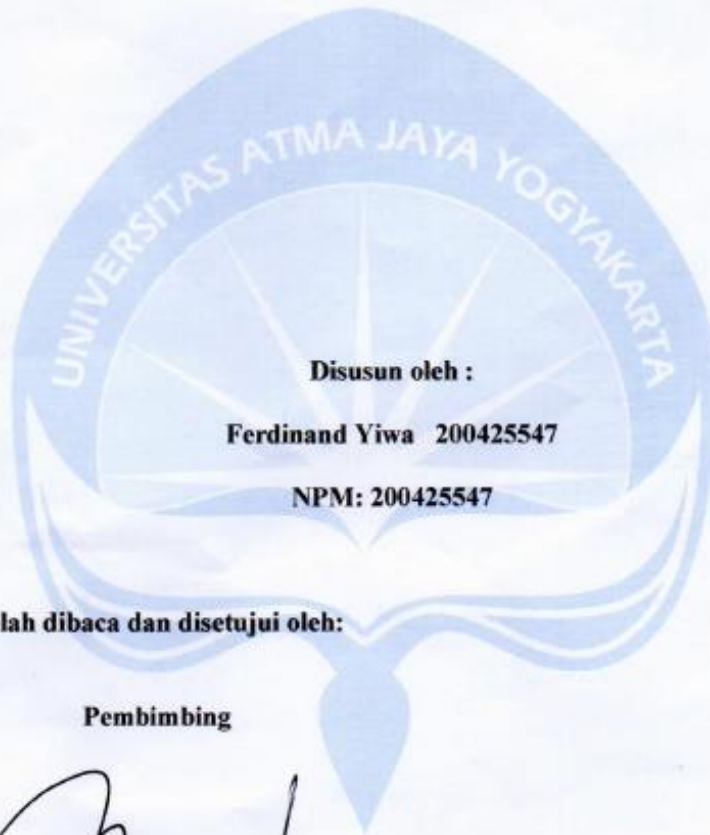 UNIVERSITAS ATMA JAYA YOGYAKARTA
Disusun oleh :
Ferdinand Yiwa 200425547
NPM: 200425547
lah dibaca dan disetujui oleh:
Pembimbing